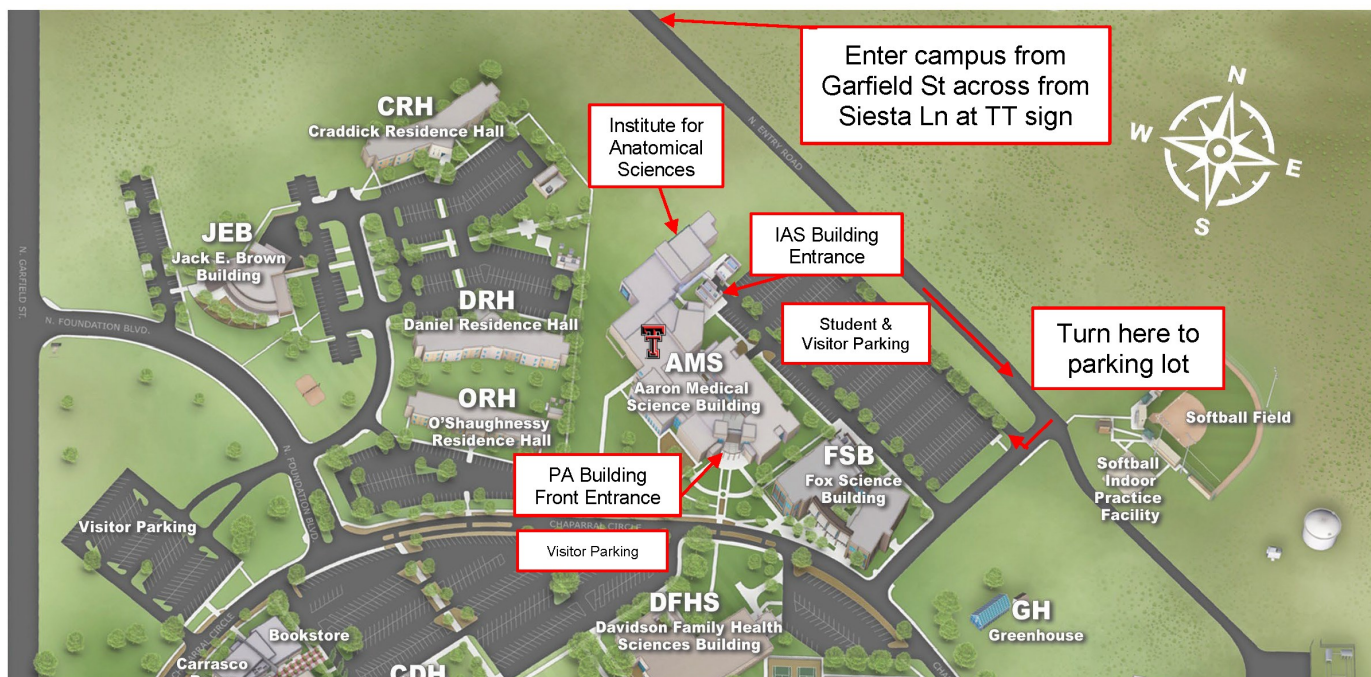 Enter campus from
Garfield St across from
Siesta Ln at TT sign
N
W
E
S
N. ENTRY ROAD
CRH
Craddick Residence Hall
Institute for
Anatomical
Sciences
JEB
Jack E. Brown
Building
IAS Building
Entrance
N. GARFIELD ST.
N. FOUNDATION BLVD.
DRH
Daniel Residence Hall
Student &
Visitor Parking
Turn here to
parking lot
T
AMS
Aaron Medical
Science Building
ORH
O'Shaughnessy
Residence Hall
Softball Field
PA Building
Front Entrance
FSB
Fox Science
Building
Softball
Indoor
Practice
Facility
N. FOUNDATION BLVD
Visitor Parking
CHAPARRAL CIRCLE
Visitor Parking
DFHS
Davidson Family Health
Sciences Building
GH
Greenhouse
CHAPARRAL CIRCLE
Bookstore
Carrasco
CDH
CHA